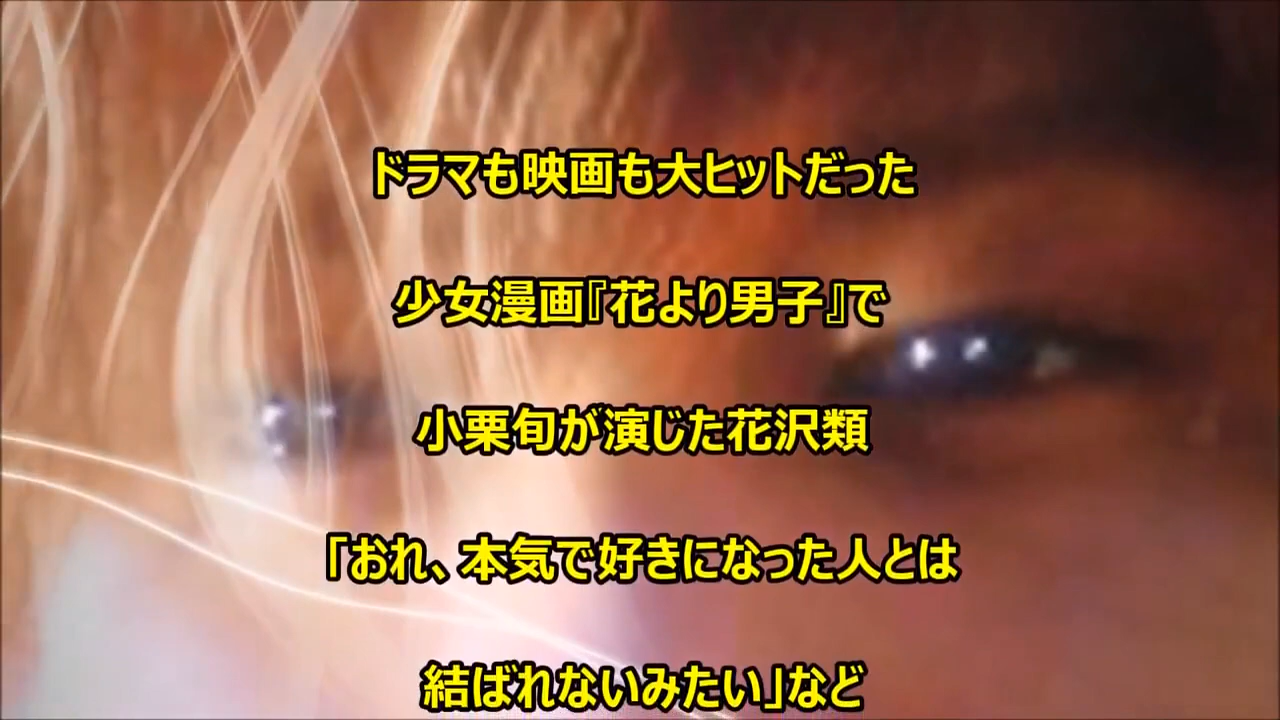 ドラマも映画も大ヒットだった
少女漫画『花より男子』で
小栗旬が演じた花沢類
「おれ、本気で好きになった人とは
結ばれないみたい」など